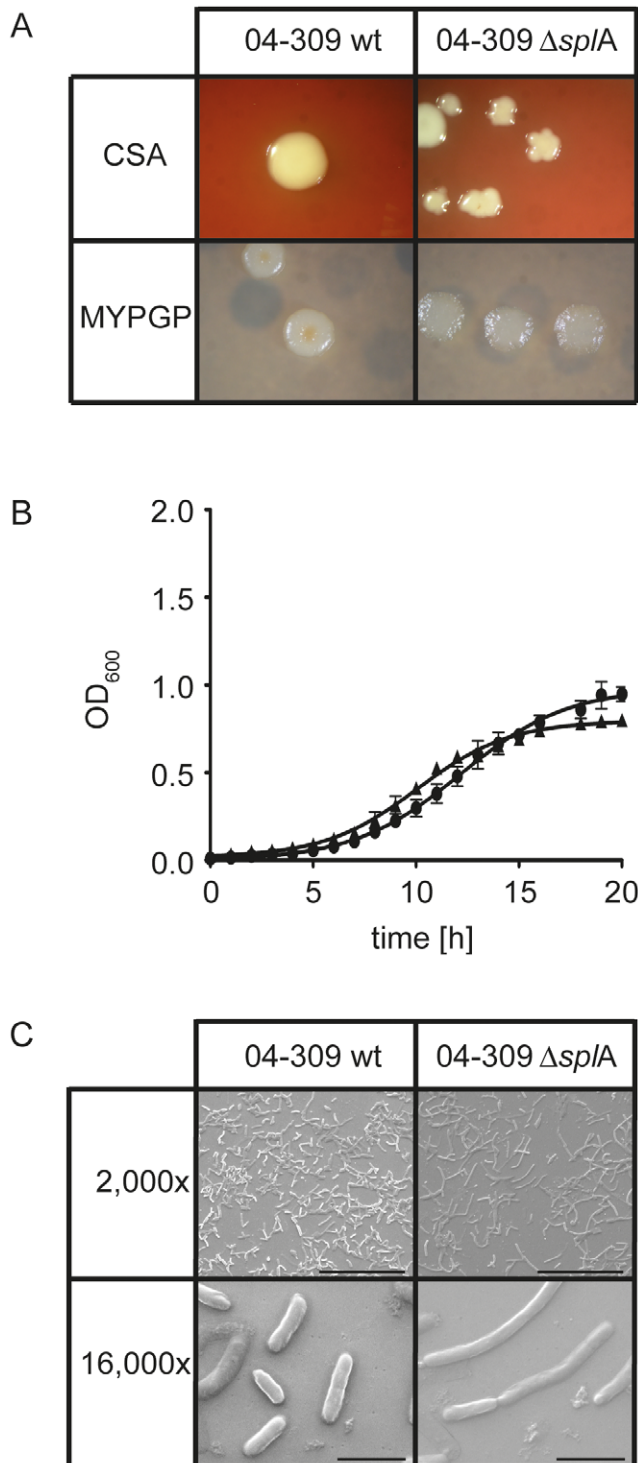 A
04-309 wt 04-309 ΔsplA
CSA
MYPGP
B
2.0
1.5
1.0
0.5
0.0
OD600
0 5 10 15 20
time [h]
C
04-309 wt 04-309 ΔsplA
2,000x
16,000x